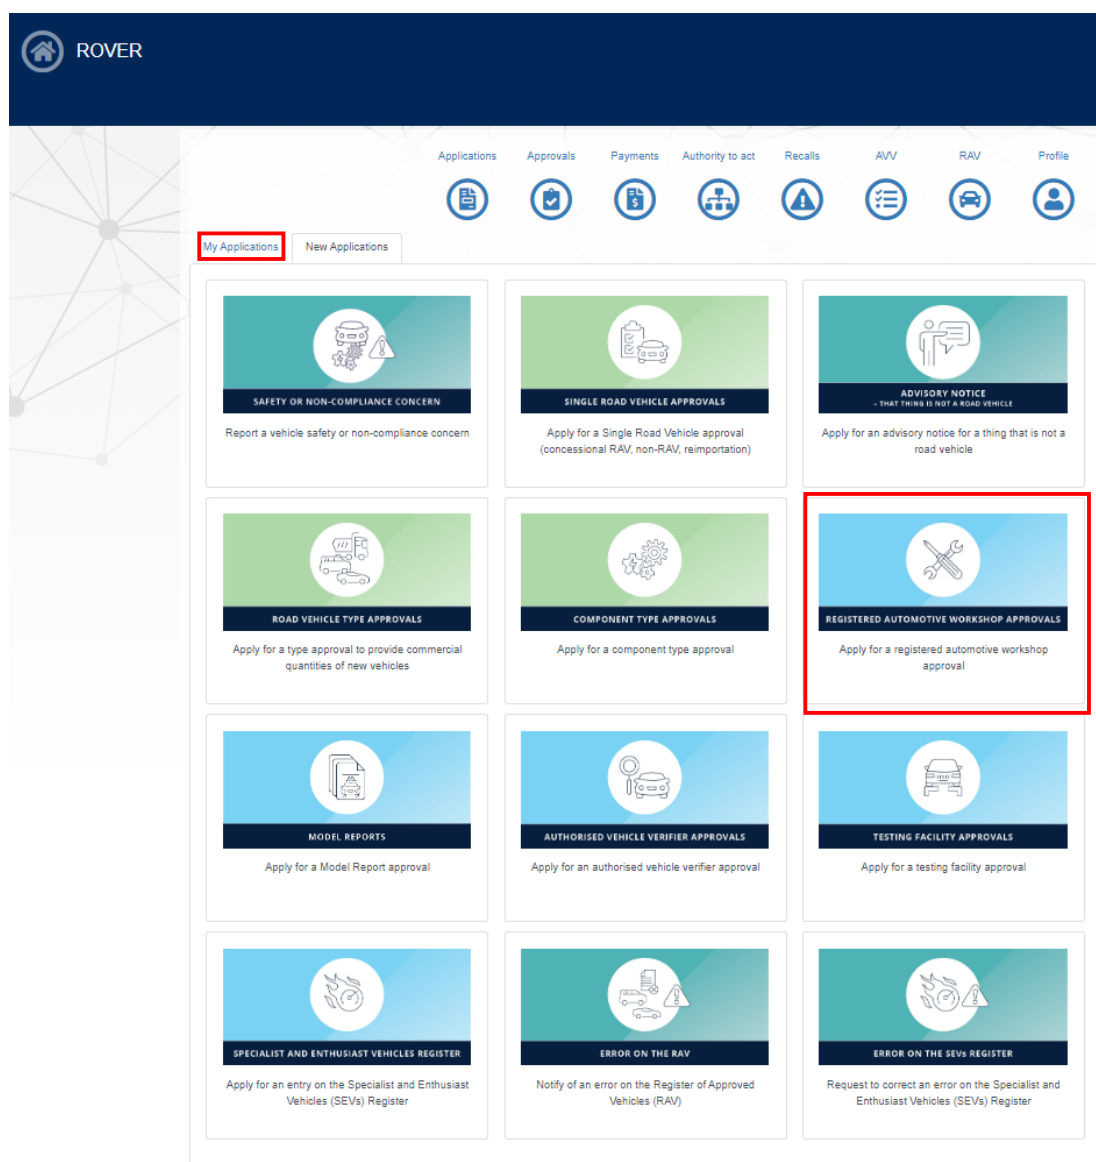 ROVER
Applications
Approvals
Payments
Authority to act
Recalls
AVV
RAV
Profile
My Applications
New Applications
SAFETY OR NON-COMPLIANCE CONCERN
Report a vehicle safety or non-compliance concern
SINGLE ROAD VEHICLE APPROVALS
Apply for a Single Road Vehicle approval
(concessional RAV, non-RAV, reimportation)
ADVISORY NOTICE
- THAT THING IS NOT A ROAD VEHICLE
Apply for an advisory notice for a thing that is not a
road vehicle
ROAD VEHICLE TYPE APPROVALS
Apply for a type approval to provide commercial
quantities of new vehicles
COMPONENT TYPE APPROVALS
Apply for a component type approval
REGISTERED AUTOMOTIVE WORKSHOP APPROVALS
Apply for a registered automotive workshop
approval
MODEL REPORTS
Apply for a Model Report approval
AUTHORISED VEHICLE VERIFIER APPROVALS
Apply for an authorised vehicle verifier approval
TESTING FACILITY APPROVALS
Apply for a testing facility approval
SPECIALIST AND ENTHUSIAST VEHICLES REGISTER
Apply for an entry on the Specialist and Enthusiast
Vehicles (SEVs) Register
ERROR ON THE RAV
Notify of an error on the Register of Approved
Vehicles (RAV)
ERROR ON THE SEVs REGISTER
Request to correct an error on the Specialist and
Enthusiast Vehicles (SEVs) Register